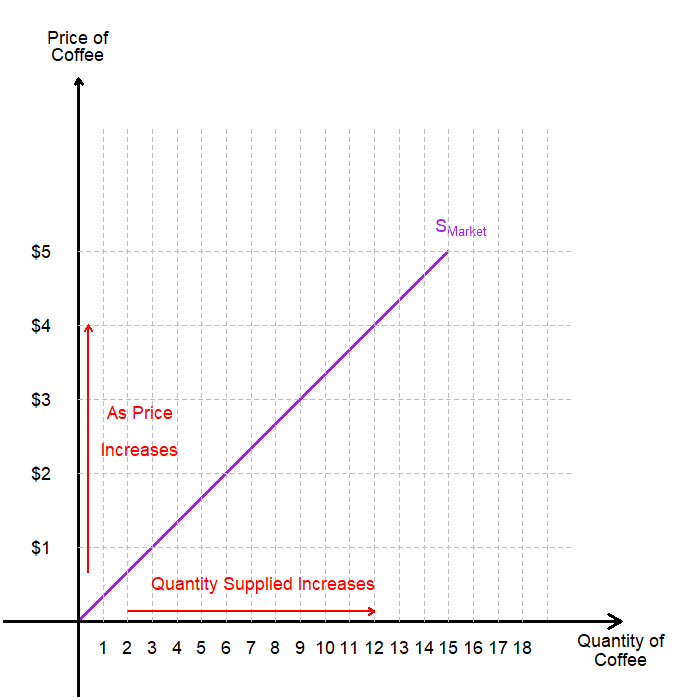 Price of
Coffee
S Market
$5
$4
$3
As Price
Increases
$2
$1
Quantity Supplied Increases
1 2 3 4 5 6 7 8 9 10 11 12 13 14 15 16 17 18
Quantity of
Coffee